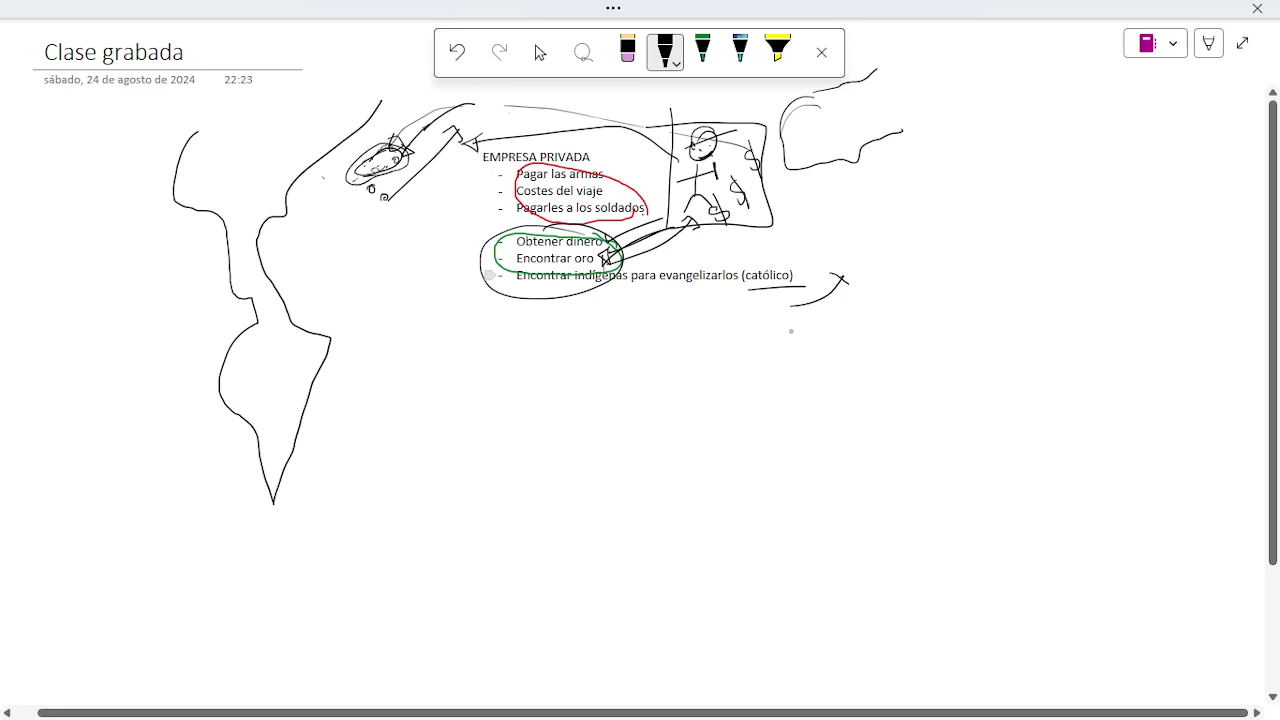 Clase grabada
sábado, 24 de agosto de 2024 22:23
EMPRESA PRIVADA
- Pagar las armas
- Costes del viaje
- Pagarles a los soldados
- Obtener dinero
- Encontrar oro
- Encontrar indígenas para evangelizarlos (católico)